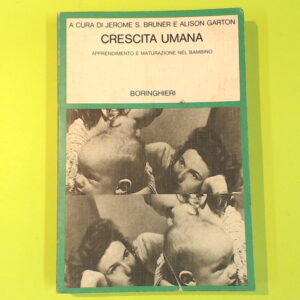 A CURA DI JEROME S. BRUNER E ALISON GARTON
CRESCITA UMANA
APPRENDIMENTO E MATURAZIONE NEL BAMBINO
BORINGHIERI